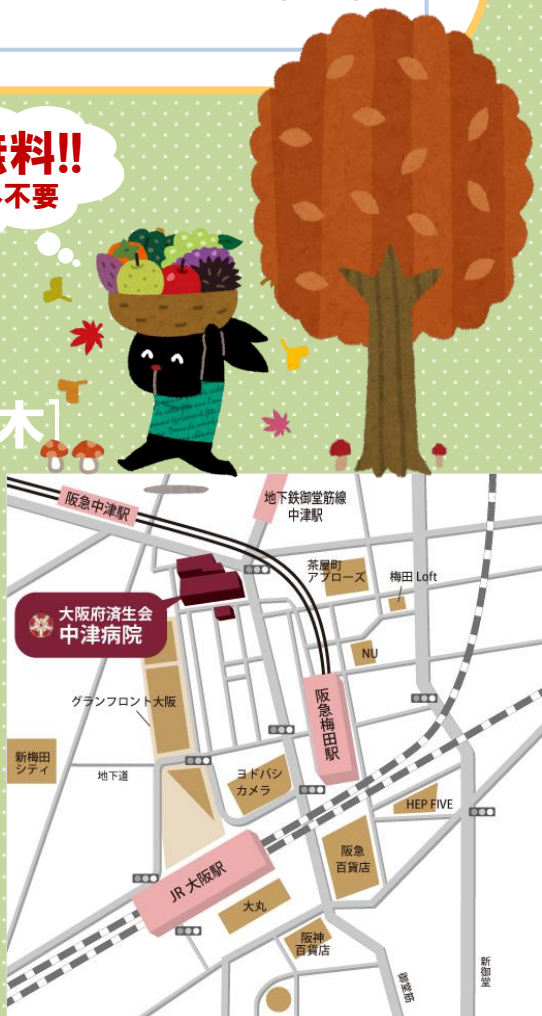 無料!!
不要
木]
阪急中津駅
地下鉄御堂筋線
中津駅
茶屋町
アプローズ
梅田 Loft
大阪府済生会
中津病院
NU
グランフロント大阪
阪急梅田駅
新梅田
シティ
地下道
ヨドバシ
カメラ
HEP FIVE
阪急
百貨店
JR 大阪駅
大丸
阪神
百貨店
御堂筋
新御堂